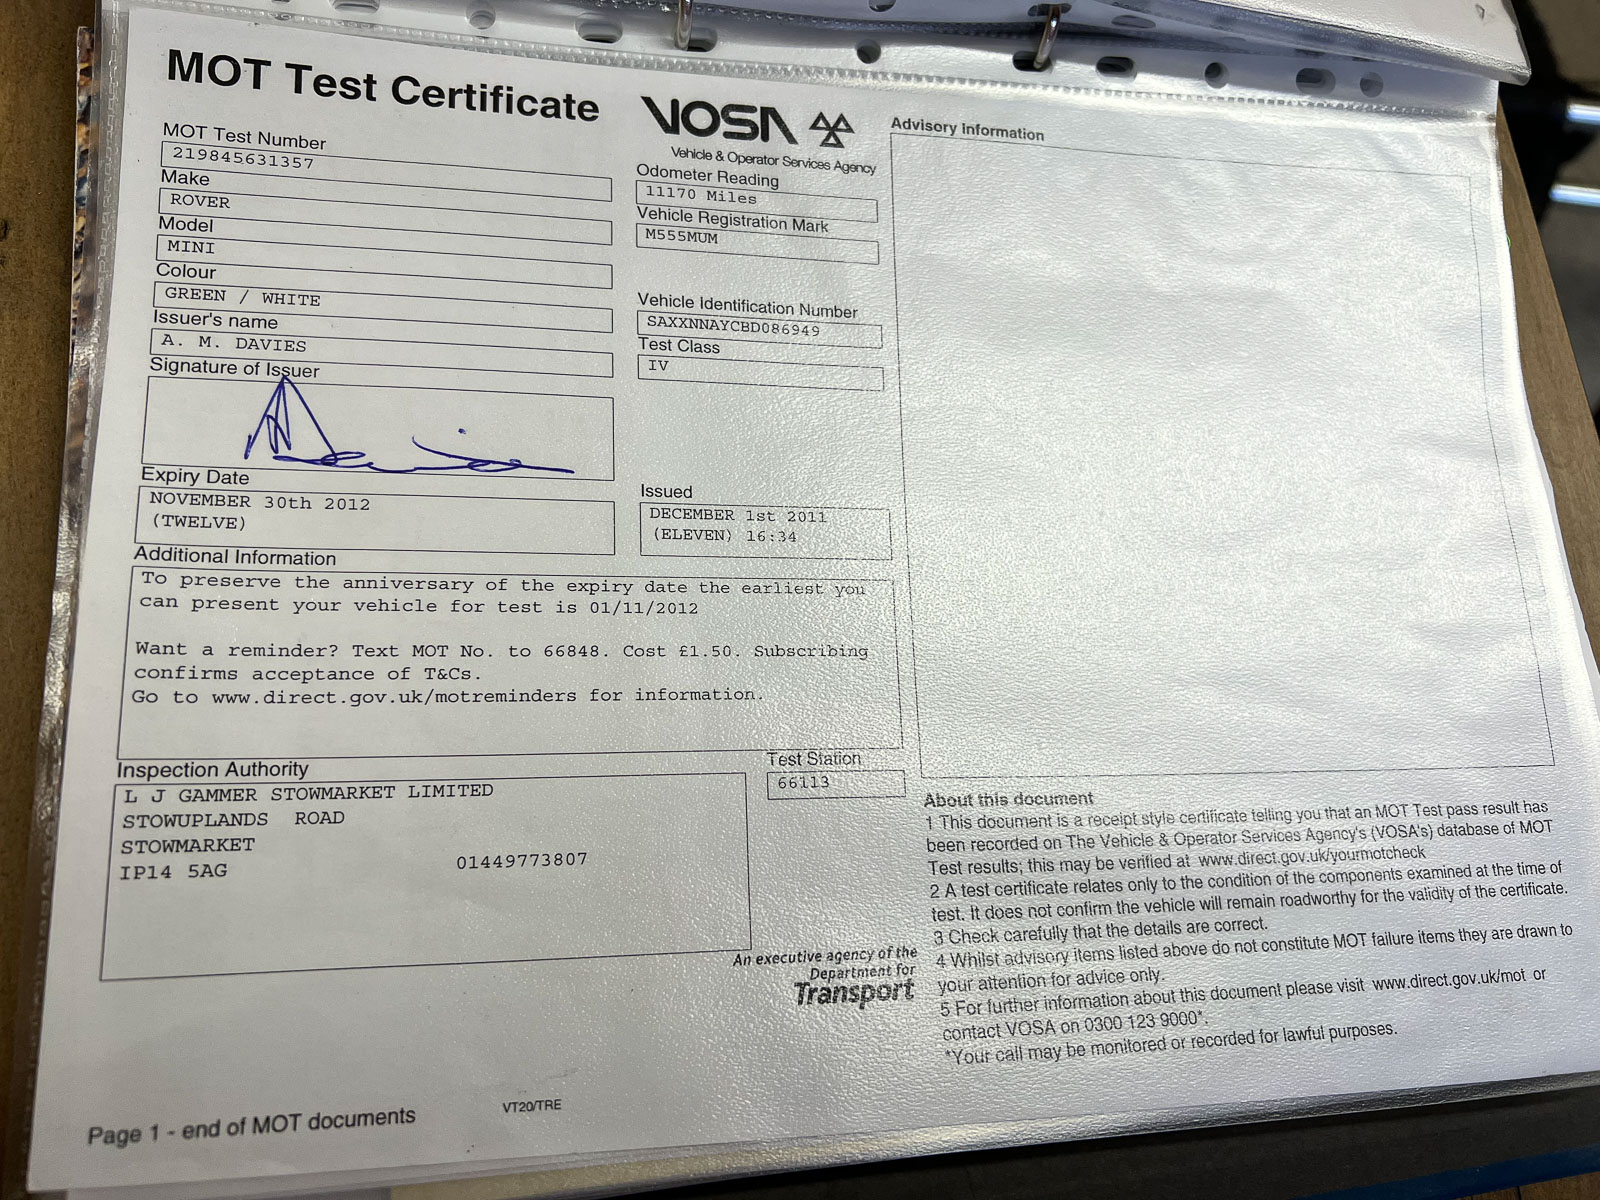 MOT Test Certificate
VOSA
Vehicle & Operator Services Agency
MOT Test Number
219845631357
Make
ROVER
Model
MINI
Colour
GREEN / WHITE
Issuer's name
A. M. DAVIES
Signature of Issuer
Odometer Reading
11170 Miles
Vehicle Registration Mark
M555MUM
Vehicle Identification Number
SAXXNNAYCBD086949
Test Class
IV
Expiry Date
NOVEMBER 30th 2012
(TWELVE)
Issued
DECEMBER 1st 2011
(ELEVEN) 16:34
Additional Information
To preserve the anniversary of the expiry date the earliest you
can present your vehicle for test is 01/11/2012
Want a reminder? Text MOT No. to 66848. Cost £1.50. Subscribing
confirms acceptance of T&Cs.
Go to www.direct.gov.uk/motreminders for information.
Inspection Authority
L J GAMMER STOWMARKET LIMITED
STOWUPLANDS ROAD
STOWMARKET
IP14 5AG 01449773807
Test Station
66113
An executive agency of the
Department for
Transport
Advisory Information
About this document
1 This document is a receipt style certificate telling you that an MOT Test pass result has
been recorded on The Vehicle & Operator Services Agency's (VOSA's) database of MOT
Test results; this may be verified at www.direct.gov.uk/yourmotcheck
2 A test certificate relates only to the condition of the components examined at the time of
test. It does not confirm the vehicle will remain roadworthy for the validity of the certificate.
3 Check carefully that the details are correct.
4 Whilst advisory items listed above do not constitute MOT failure items they are drawn to
your attention for advice only.
5 For further information about this document please visit www.direct.gov.uk/mot or
contact VOSA on 0300 123 9000*.
*Your call may be monitored or recorded for lawful purposes.
Page 1 - end of MOT documents
VT20/TRE